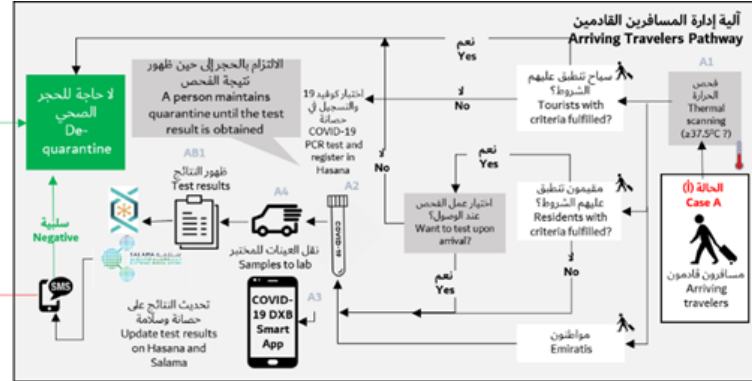 آلية إدارة المسافرين القادمين
Arriving Travelers Pathway
A1
فحص
الحرارة
Thermal
scanning
(≥37.5⁰C ?)
الحالة (أ)
Case A
مسافرون قادمون
Arriving
travelers
سياح تنطبق عليهم
الشروط؟
Tourists with
criteria fulfilled?
نعم
Yes
لا
No
مقيمون تنطبق
عليهم الشروط؟
Residents with
criteria fulfilled?
نعم
Yes
لا
No
مواطنون
Emiratis
اختيار عمل الفحص
عند الوصول؟
Want to test upon
arrival?
لا
No
نعم
Yes
اختبار كوفيد 19
والتسجيل في
حصانة
COVID-19
PCR test and
register in
Hasana
A2
COVID-19
A3
COVID-
19 DXB
Smart
App
A4
نقل العينات للمختبر
Samples to lab
AB1
ظهور النتائج
Test results
الالتزام بالحجر إلى حين ظهور
نتيجة الفحص
A person maintains
quarantine until the test
result is obtained
لا حاجة للحجر
الصحي
De-
quarantine
سلبية
Negative
SMS
SALAMA
تحديث النتائج على
حصانة وسلامة
Update test results
on Hasana and
Salama